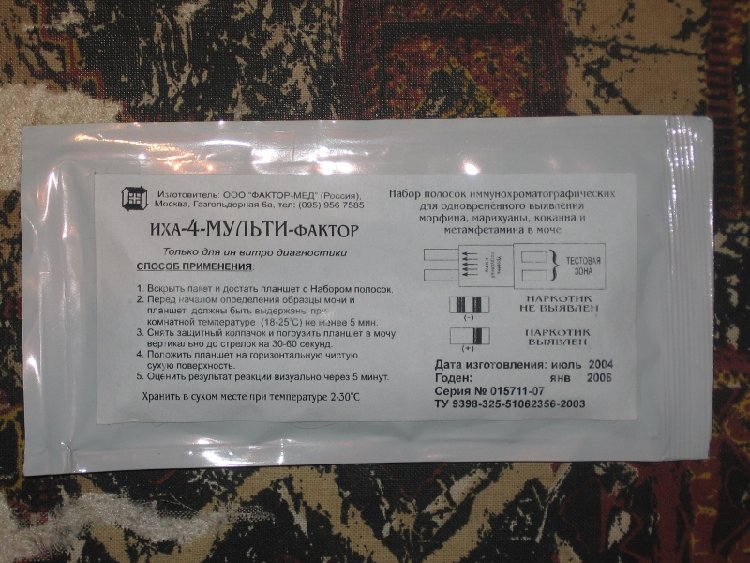 Изготовитель: ООО "ФАКТОР-МЕД" (Россия),
Москва, Газгольдерная 8а, тел: (095) 956 7585
ИХА-4-МУЛЬТИ-ФАКТОР
Только для ин витро диагностики
СПОСОБ ПРИМЕНЕНИЯ:
1. Вскрыть пакет и достать планшет с Набором полосок.
2. Перед началом определения образцы мочи и
планшет должны быть выдержаны при
комнатной температуре (18-25°С) не менее 5 мин.
3. Снять защитный колпачок и погрузить планшет в мочу
вертикально до стрелок на 30-60 секунд.
4. Положить планшет на горизонтальную чистую
сухую поверхность.
5. Оценить результат реакции визуально через 5 минут.
Хранить в сухом месте при температуре 2-30°С
Набор полосок иммунохроматографических
для одновременного выявления
морфина, марихуаны, кокаина и
метамфетамина в моче
ТЕСТОВАЯ
ЗОНА
НАРКОТИК
НЕ ВЫЯВЛЕН
(-)
НАРКОТИК
ВЫЯВЛЕН
(+)
Дата изготовления: июль 2004
Годен: янв 2006
Серия № 015711-07
ТУ 9398-325-51062356-2003